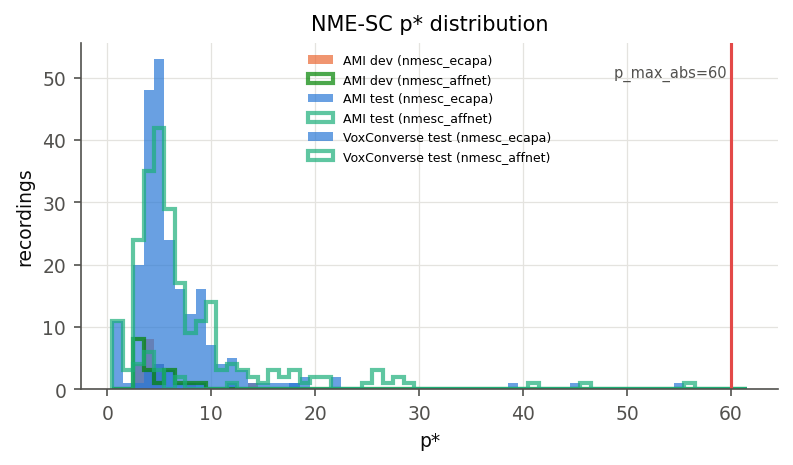 NME-SC p* distribution
AMI dev (nmesc_ecapa)
AMI dev (nmesc_affnet)
AMI test (nmesc_ecapa)
AMI test (nmesc_affnet)
VoxConverse test (nmesc_ecapa)
VoxConverse test (nmesc_affnet)
p_max_abs=60
recordings
50
40
30
20
10
0
0 10 20 30 40 50 60
p*